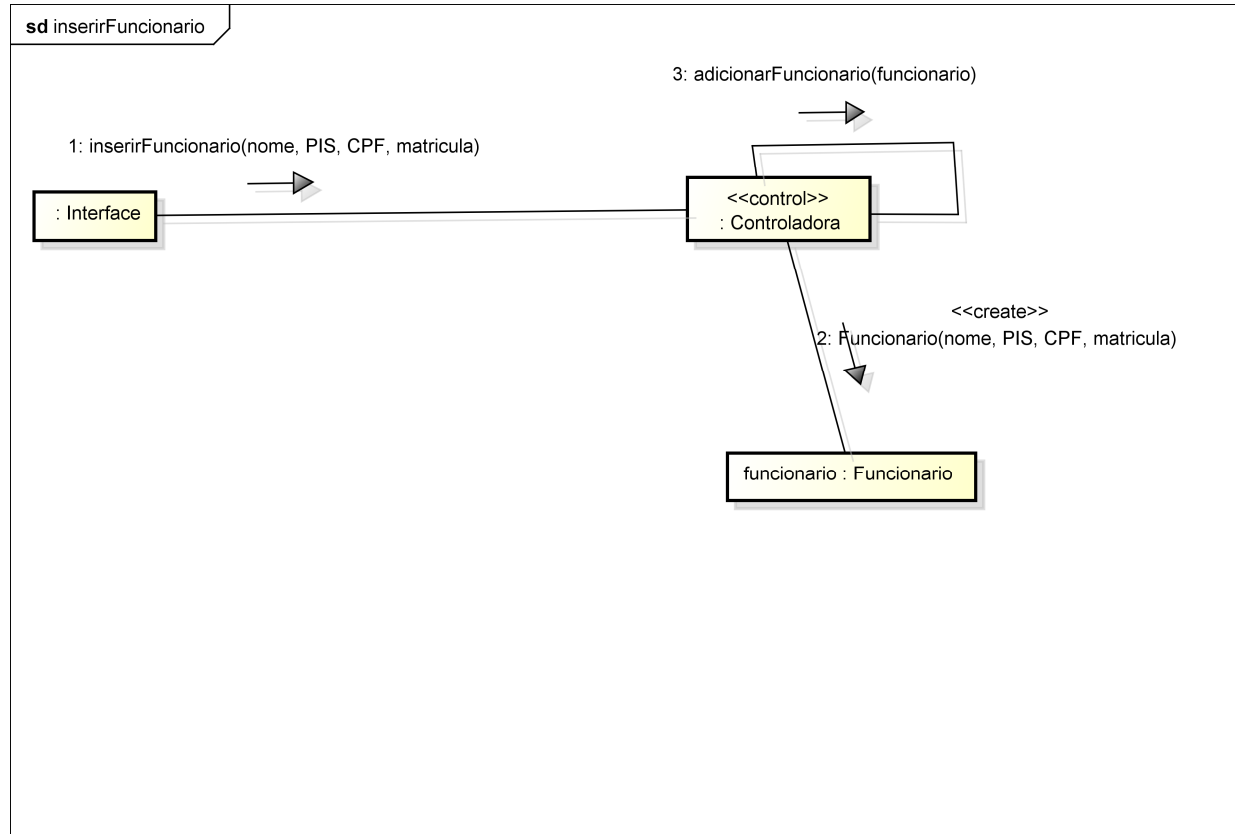 sd inserirFuncionario
3: adicionarFuncionario(funcionario)
1: inserirFuncionario(nome, PIS, CPF, matricula)
: Interface
<<control>>
: Controladora
<<create>>
2: Funcionario(nome, PIS, CPF, matricula)
funcionario : Funcionario